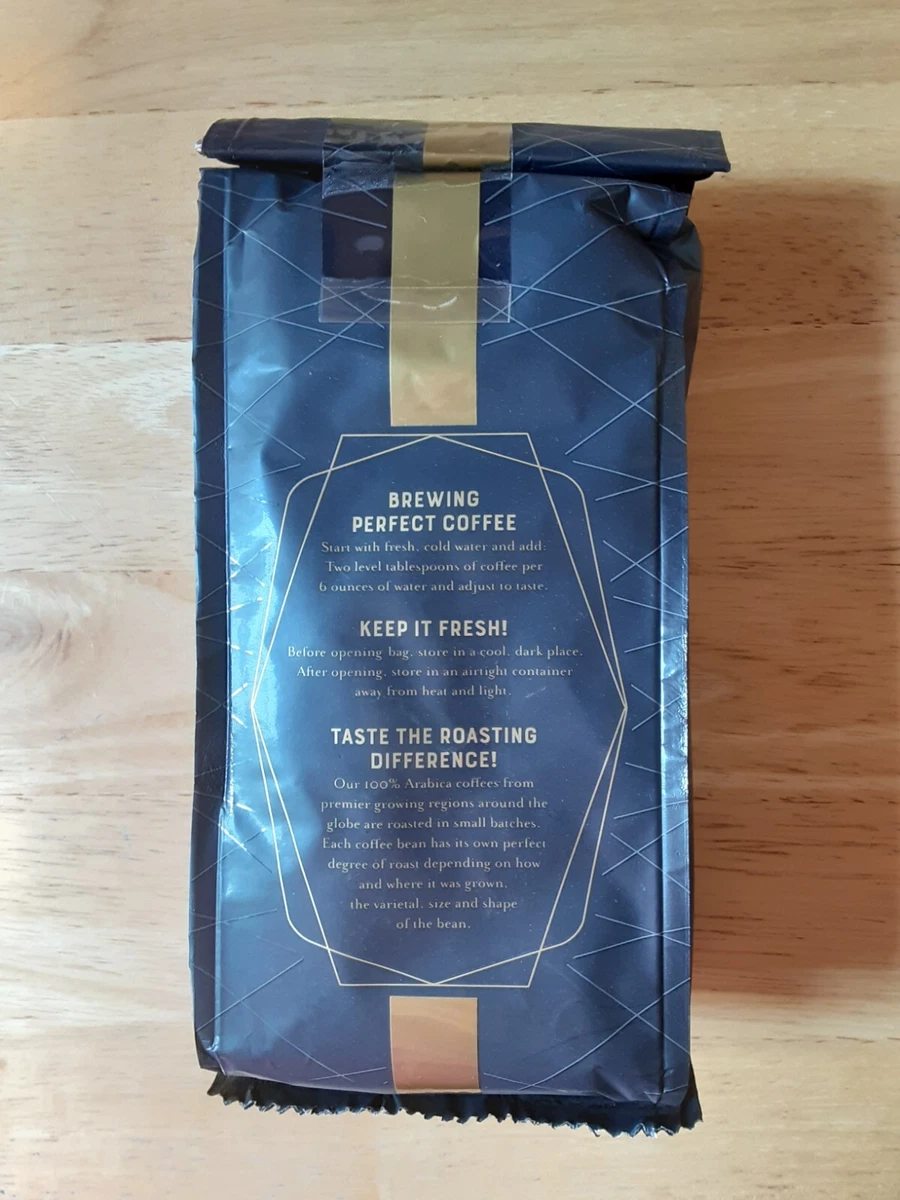 BREWING
PERFECT COFFEE
Start with fresh, cold water and add:
Two level tablespoons of coffee per
6 ounces of water and adjust to taste.
KEEP IT FRESH!
Before opening bag, store in a cool, dark place.
After opening, store in an airtight container
away from heat and light.
TASTE THE ROASTING
DIFFERENCE!
Our 100% Arabica coffees from
premier growing regions around the
globe are roasted in small batches.
Each coffee bean has its own perfect
degree of roast depending on how
and where it was grown,
the varietal, size and shape
of the bean.